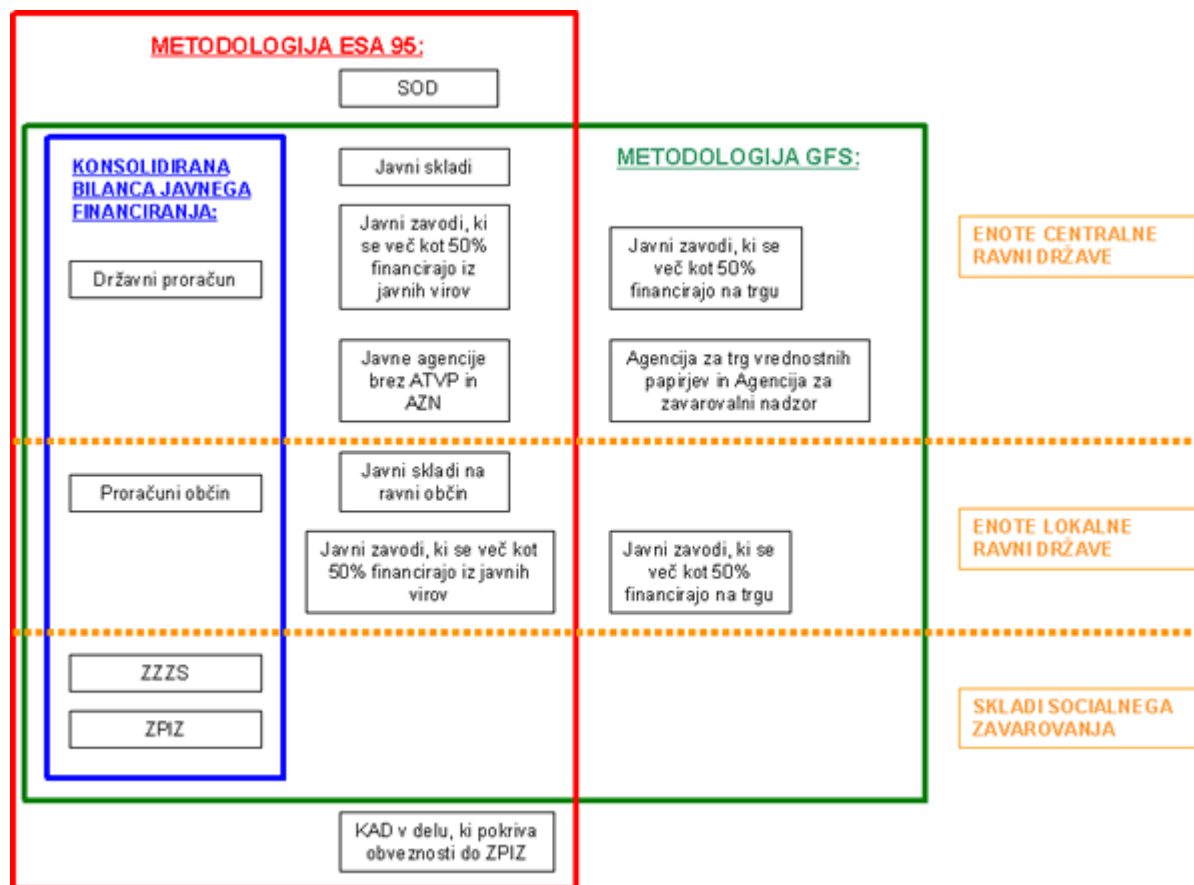 METODOLOGIJA ESA 95:
SOD
KONSOLIDIRANA
BILANCA JAVNEGA
FINANCIRANJA:
Javni skladi
METODOLOGIJA GFS:
Državni proračun
Javni zavodi, ki
se več kot 50%
financirajo iz
javnih virov
Javni zavodi, ki se
več kot 50%
financirajo na trgu
ENOTE CENTRALNE
RAVNI DRŽAVE
Javne agencije
brez ATVP in
AZN
Agencija za trg vrednostnih
papirjev in Agencija za
zavarovalni nadzor
Proračuni občin
Javni skladi na
ravni občin
Javni zavodi, ki se več kot
50% financirajo iz javnih
virov
Javni zavodi, ki se
več kot 50%
financirajo na trgu
ENOTE LOKALNE
RAVNI DRŽAVE
ZZZS
ZPIZ
SKLADI SOCIALNEGA
ZAVAROVANJA
KAD v delu, ki pokriva
obveznosti do ZPIZ